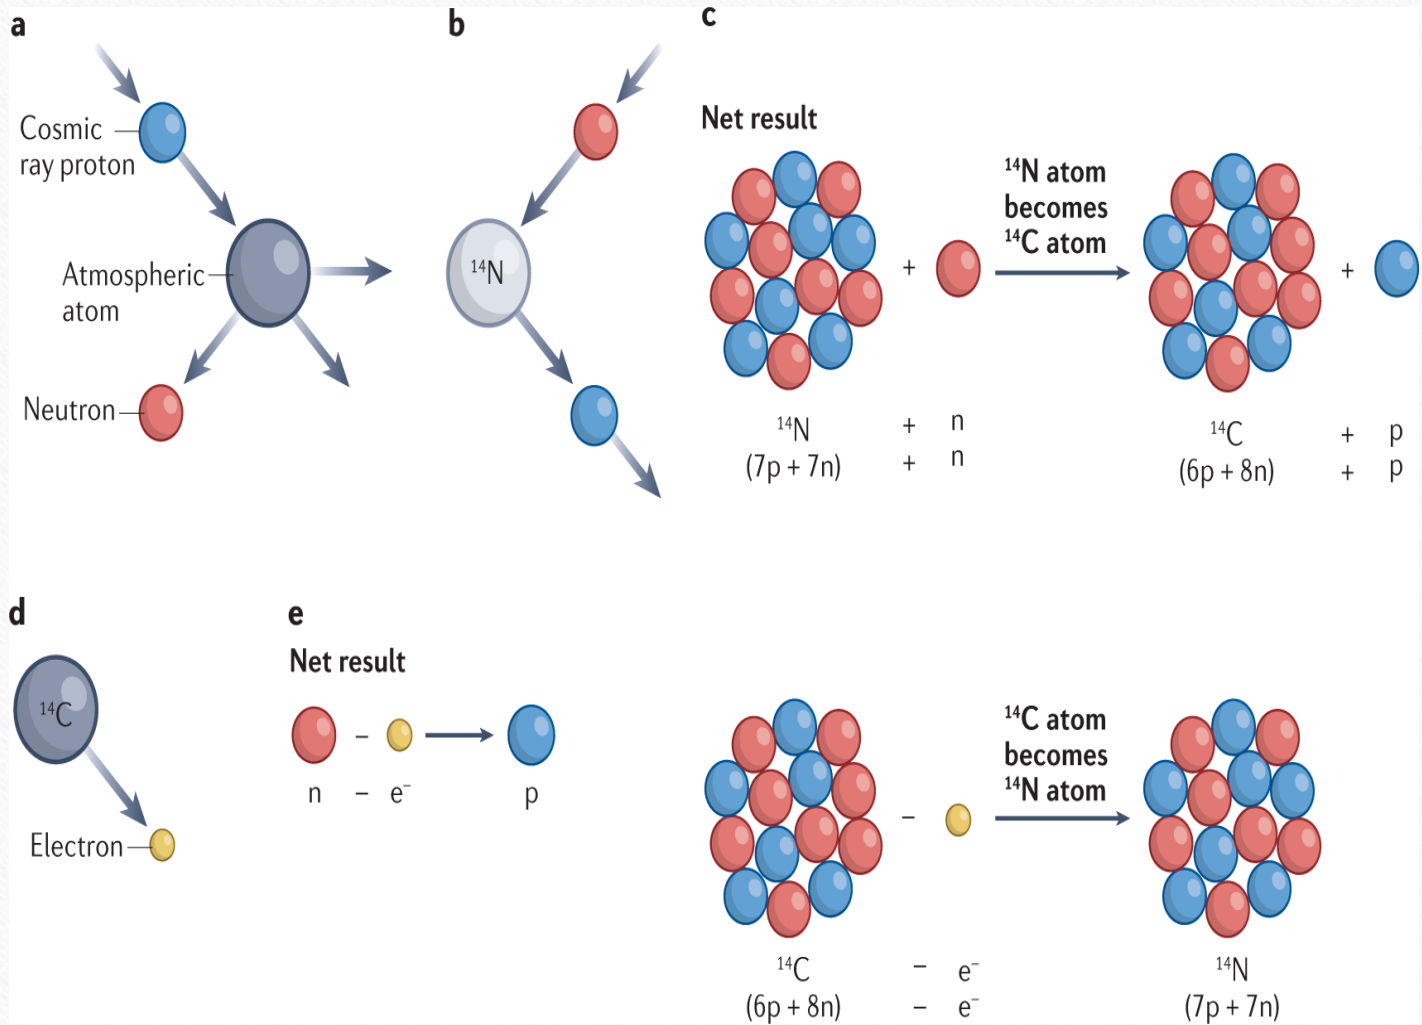 a
Cosmic
ray proton
Atmospheric
atom
Neutron
b
¹⁴N
c
Net result
¹⁴N atom
becomes
¹⁴C atom
+
+
¹⁴N + n
(7p + 7n) + n
¹⁴C + p
(6p + 8n) + p
d
¹⁴C
Electron
e
Net result
–
n – e⁻ p
–
¹⁴C atom
becomes
¹⁴N atom
¹⁴C – e⁻
(6p + 8n) – e⁻
¹⁴N
(7p + 7n)